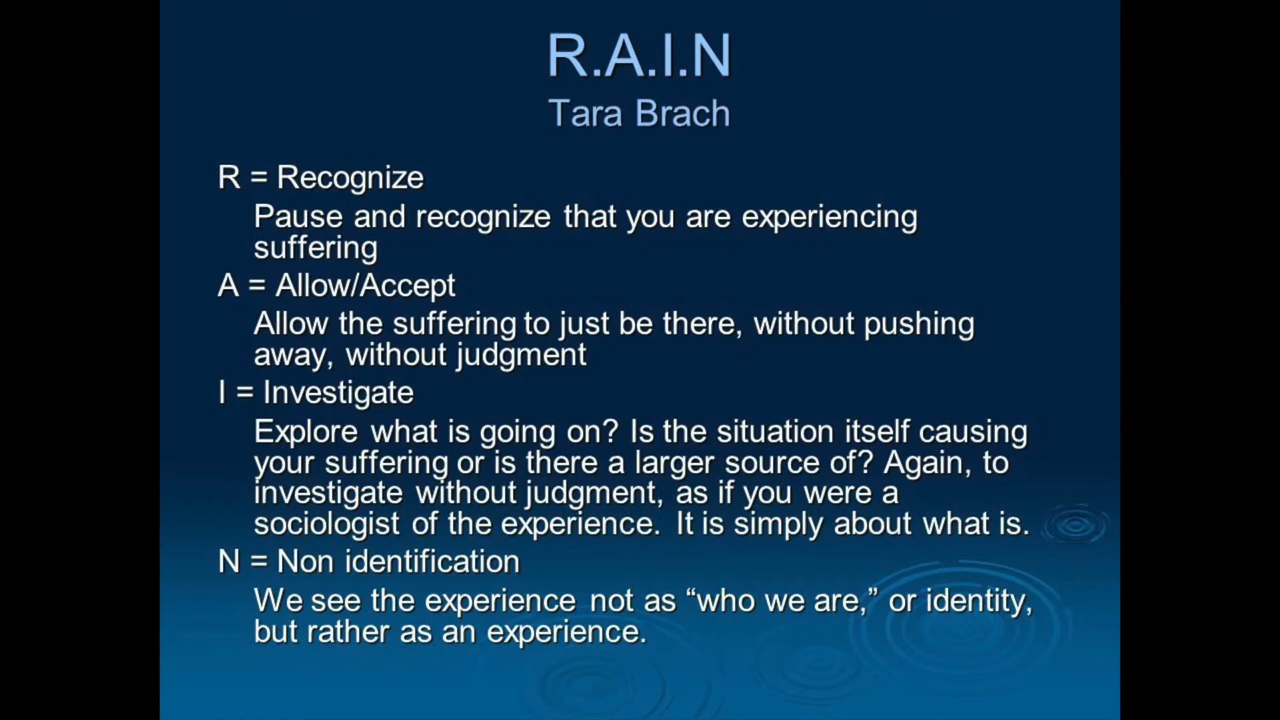 R.A.I.N
Tara Brach
R = Recognize
Pause and recognize that you are experiencing
suffering
A = Allow/Accept
Allow the suffering to just be there, without pushing
away, without judgment
I = Investigate
Explore what is going on? Is the situation itself causing
your suffering or is there a larger source of? Again, to
investigate without judgment, as if you were a
sociologist of the experience.  It is simply about what is.
N = Non identification
We see the experience not as “who we are,” or identity,
but rather as an experience.